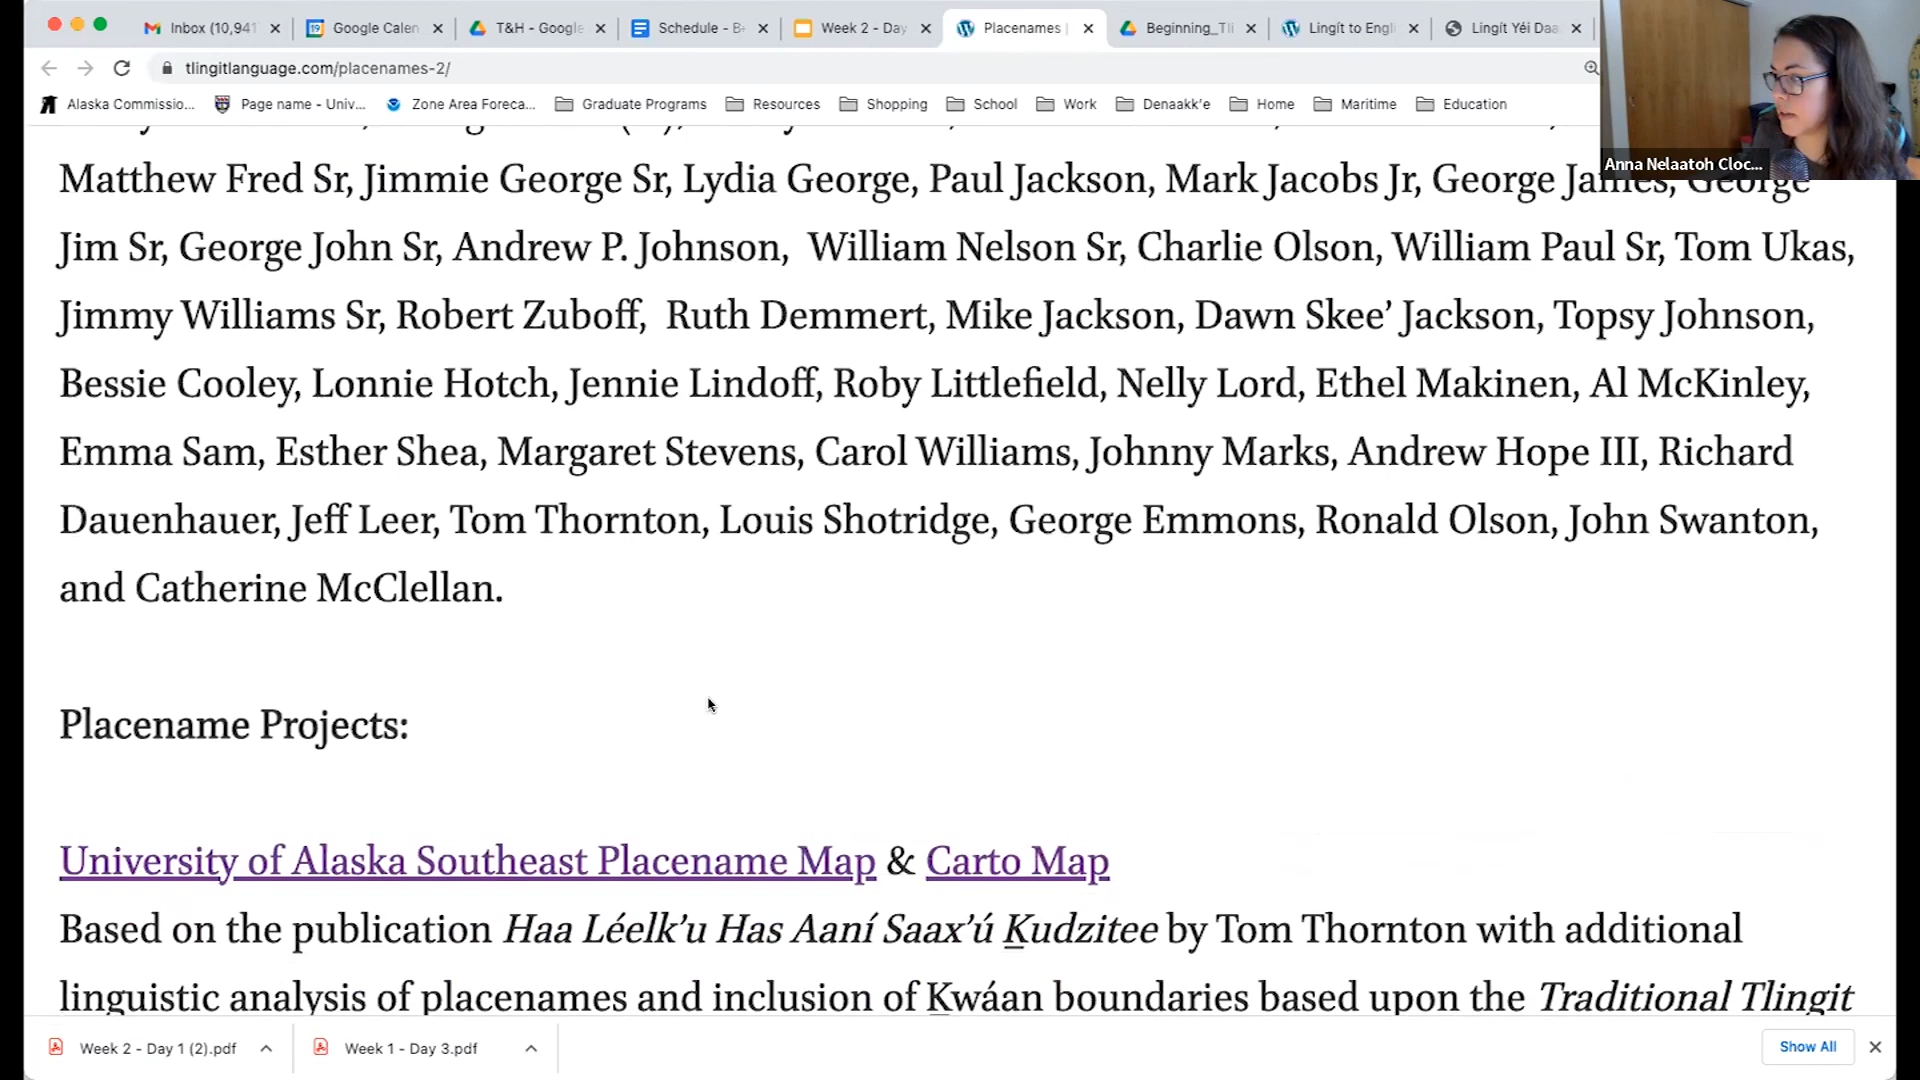 Inbox (10,941
Google Calen
T&H - Google
Schedule - B
Week 2 - Day
Placenames |
Beginning_Tli
Lingít to Engl
Lingít Yéi Daa
tlingitlanguage.com/placenames-2/
Alaska Commissio...
Page name - Univ...
Zone Area Foreca...
Graduate Programs
Resources
Shopping
School
Work
Denaakk'e
Home
Maritime
Education
Anna Nelaatoh Cloc...
Matthew Fred Sr, Jimmie George Sr, Lydia George, Paul Jackson, Mark Jacobs Jr, George James, George
Jim Sr, George John Sr, Andrew P. Johnson, William Nelson Sr, Charlie Olson, William Paul Sr, Tom Ukas,
Jimmy Williams Sr, Robert Zuboff, Ruth Demmert, Mike Jackson, Dawn Skee’ Jackson, Topsy Johnson,
Bessie Cooley, Lonnie Hotch, Jennie Lindoff, Roby Littlefield, Nelly Lord, Ethel Makinen, Al McKinley,
Emma Sam, Esther Shea, Margaret Stevens, Carol Williams, Johnny Marks, Andrew Hope III, Richard
Dauenhauer, Jeff Leer, Tom Thornton, Louis Shotridge, George Emmons, Ronald Olson, John Swanton,
and Catherine McClellan.
Placename Projects:
University of Alaska Southeast Placename Map & Carto Map
Based on the publication Haa Léelk’u Has Aaní Saax’ú Ḵudzitee by Tom Thornton with additional
linguistic analysis of placenames and inclusion of Ḵwáan boundaries based upon the Traditional Tlingit
Week 2 - Day 1 (2).pdf
Week 1 - Day 3.pdf
Show All